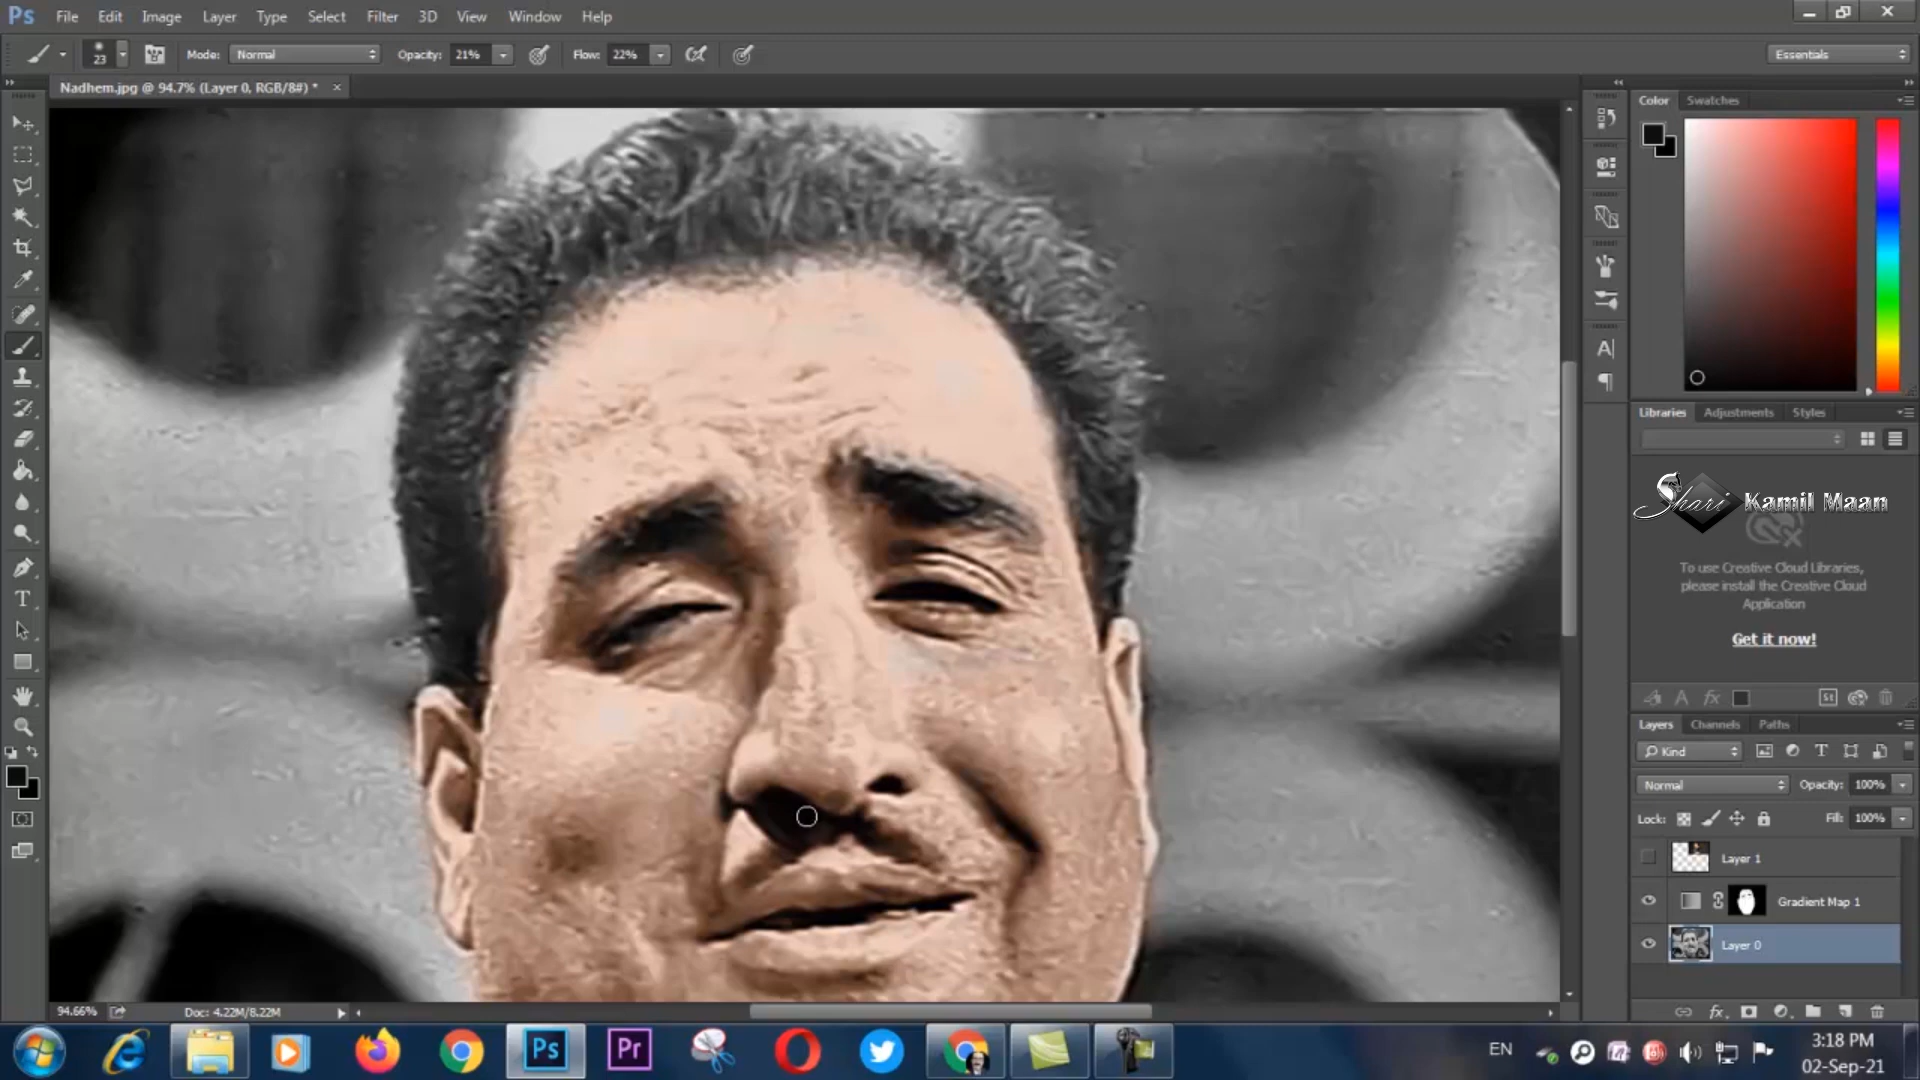 Ps File Edit Image Layer Type Select Filter 3D View Window Help
23 Mode: Normal Opacity: 21% Flow: 22% Essentials
Nadhem.jpg @ 94.7% (Layer 0, RGB/8#) * ×
Color Swatches
Libraries Adjustments Styles
Shari Kamil Maan
To use Creative Cloud Libraries,
please install the Creative Cloud
Application
Get it now!
Layers Channels Paths
Kind
Normal Opacity: 100%
Lock: Fill: 100%
Layer 1
Gradient Map 1
Layer 0
94.66% Doc: 4.22M/8.22M
Ps Pr EN 3:18 PM
02-Sep-21